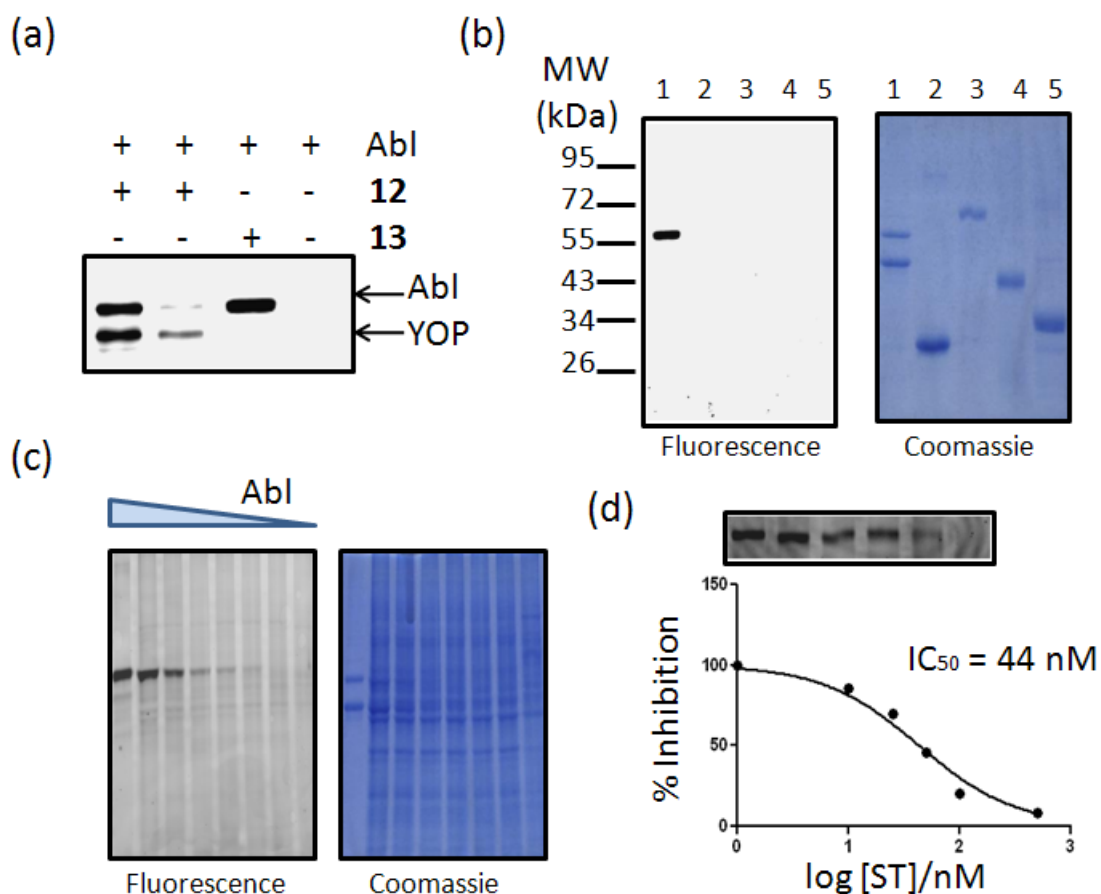 (a)
+ + + + Abl
+ + - - 12
- - + - 13
Abl
YOP
(b)
MW
(kDa)
1 2 3 4 5
1 2 3 4 5
95
72
55
43
34
26
Fluorescence
Coomassie
(c)
Abl
Fluorescence
Coomassie
(d)
150
100
50
0
% Inhibition
IC50 = 44 nM
0 1 2 3
log [ST]/nM